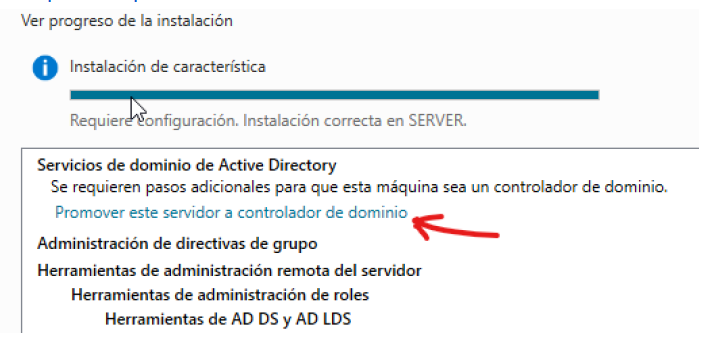 Ver progreso de la instalación
Instalación de característica
Requiere configuración. Instalación correcta en SERVER.
Servicios de dominio de Active Directory
Se requieren pasos adicionales para que esta máquina sea un controlador de dominio.
Promover este servidor a controlador de dominio
Administración de directivas de grupo
Herramientas de administración remota del servidor
Herramientas de administración de roles
Herramientas de AD DS y AD LDS